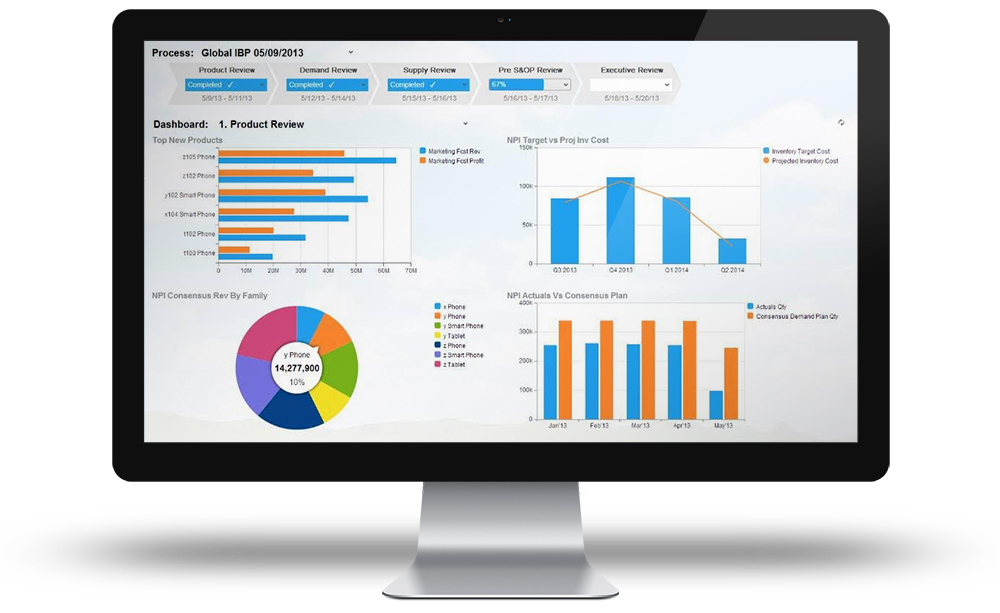 Process: Global IBP 05/09/2013
Product Review
Demand Review
Supply Review
Pre S&OP Review
Executive Review
Completed ✓
Completed ✓
Completed ✓
67%
5/9/13 - 5/11/13
5/12/13 - 5/14/13
5/15/13 - 5/16/13
5/16/13 - 5/17/13
5/18/13 - 5/20/13
Dashboard: 1. Product Review
Top New Products
z105 Phone
z102 Phone
y102 Smart Phone
x104 Smart Phone
t102 Phone
t103 Phone
0 10M 20M 30M 40M 50M 60M 70M
Marketing Fcst Rev
Marketing Fcst Profit
NPI Target vs Proj Inv Cost
150k
100k
50k
0
Q3 2013 Q4 2013 Q1 2014 Q2 2014
Inventory Target Cost
Projected Inventory Cost
NPI Consensus Rev By Family
y Phone
14,277,900
10%
x Phone
y Phone
y Smart Phone
y Tablet
z Phone
z Smart Phone
z Tablet
NPI Actuals Vs Consensus Plan
400k
300k
200k
100k
0
Jan'13 Feb'13 Mar'13 Apr'13 May'13
Actuals Qty
Consensus Demand Plan Qty